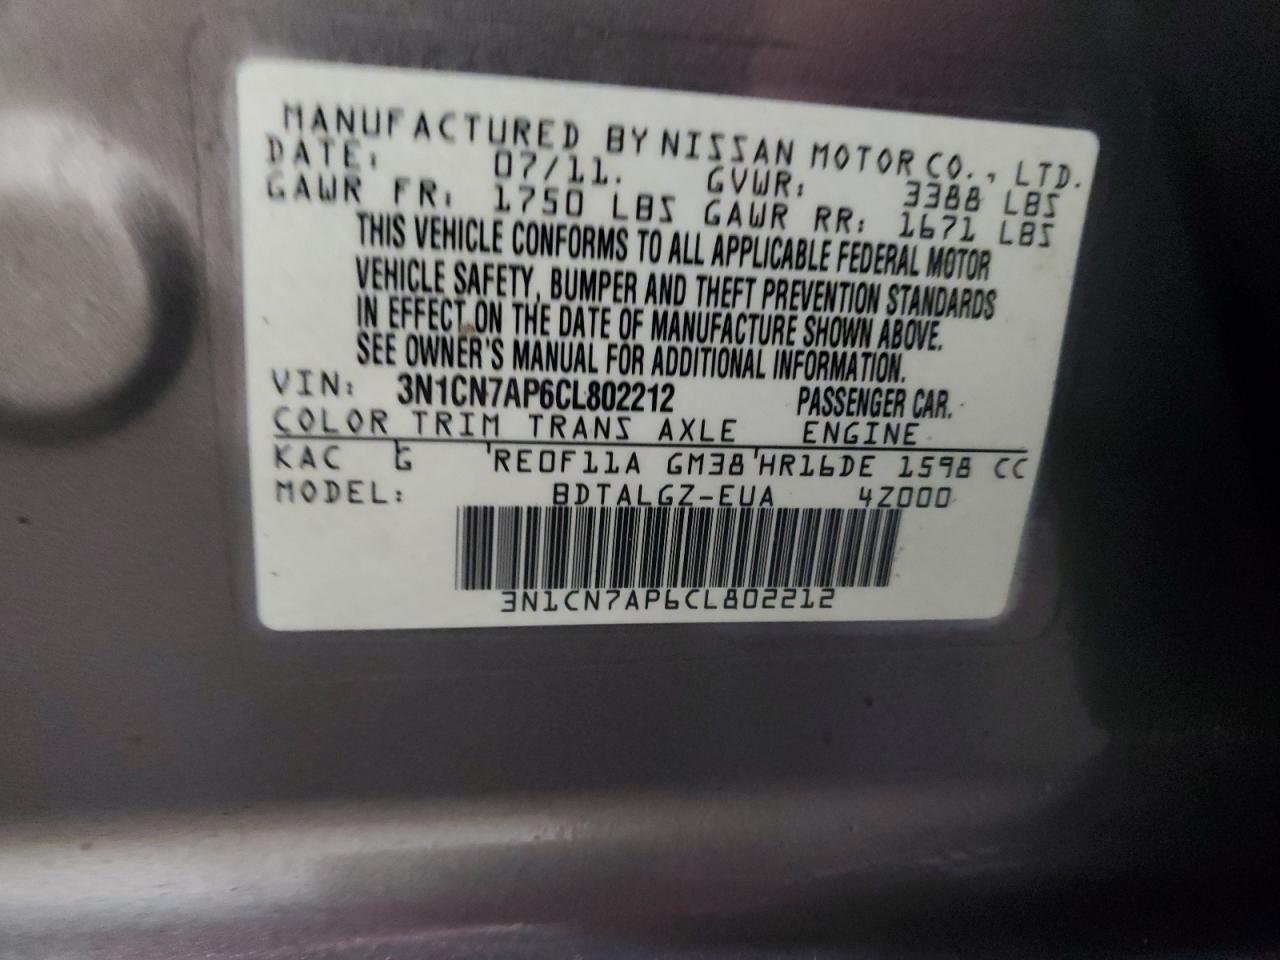 MANUFACTURED BY NISSAN MOTOR CO., LTD.
DATE: 07/11. GVWR: 3388 LBS
GAWR FR: 1750 LBS GAWR RR: 1671 LBS
THIS VEHICLE CONFORMS TO ALL APPLICABLE FEDERAL MOTOR
VEHICLE SAFETY, BUMPER AND THEFT PREVENTION STANDARDS
IN EFFECT ON THE DATE OF MANUFACTURE SHOWN ABOVE.
SEE OWNER'S MANUAL FOR ADDITIONAL INFORMATION.
VIN: 3N1CN7AP6CL802212 PASSENGER CAR.
COLOR TRIM TRANS AXLE ENGINE
KAC G RE0F11A GM38 HR16DE 1598 CC
MODEL: BDTALGZ-EUA 4Z000
3N1CN7AP6CL802212